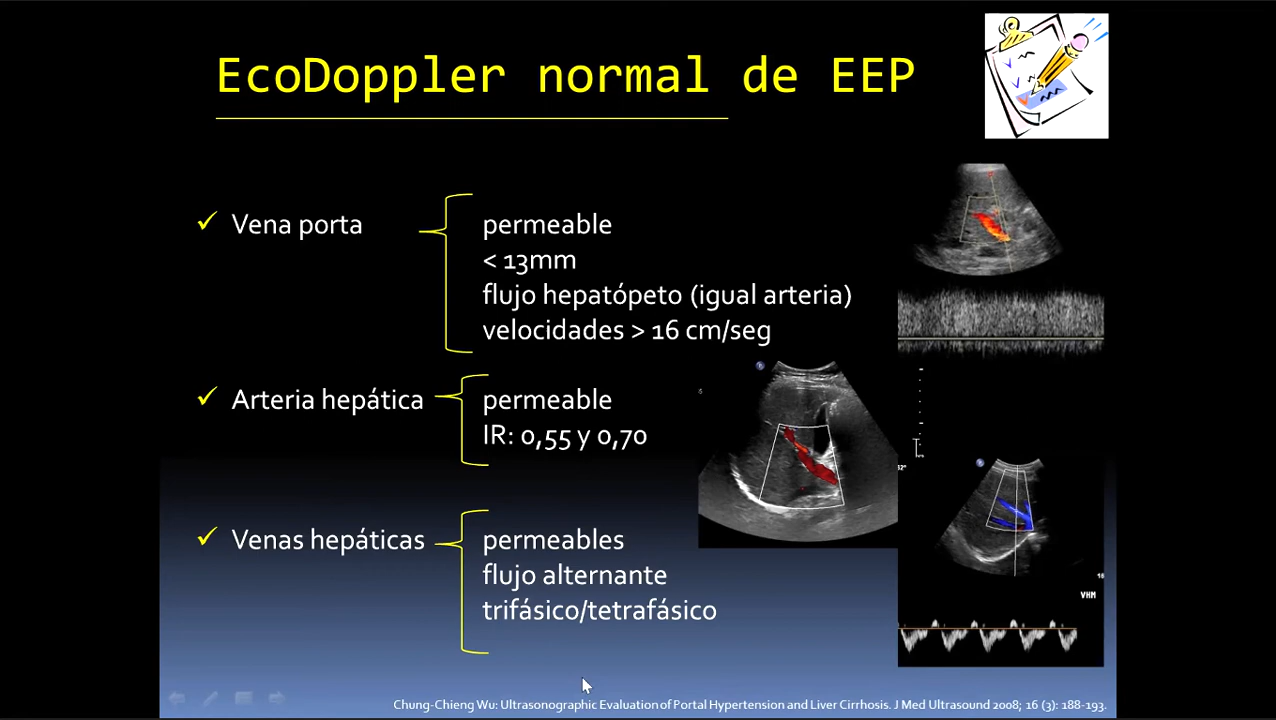 EcoDoppler normal de EEP
✓ Vena porta
permeable
< 13mm
flujo hepatópeto (igual arteria)
velocidades > 16 cm/seg
✓ Arteria hepática
permeable
IR: 0,55 y 0,70
✓ Venas hepáticas
permeables
flujo alternante
trifásico/tetrafásico
VHM
Chung-Chieng Wu: Ultrasonographic Evaluation of Portal Hypertension and Liver Cirrhosis. J Med Ultrasound 2008; 16 (3): 188-193.